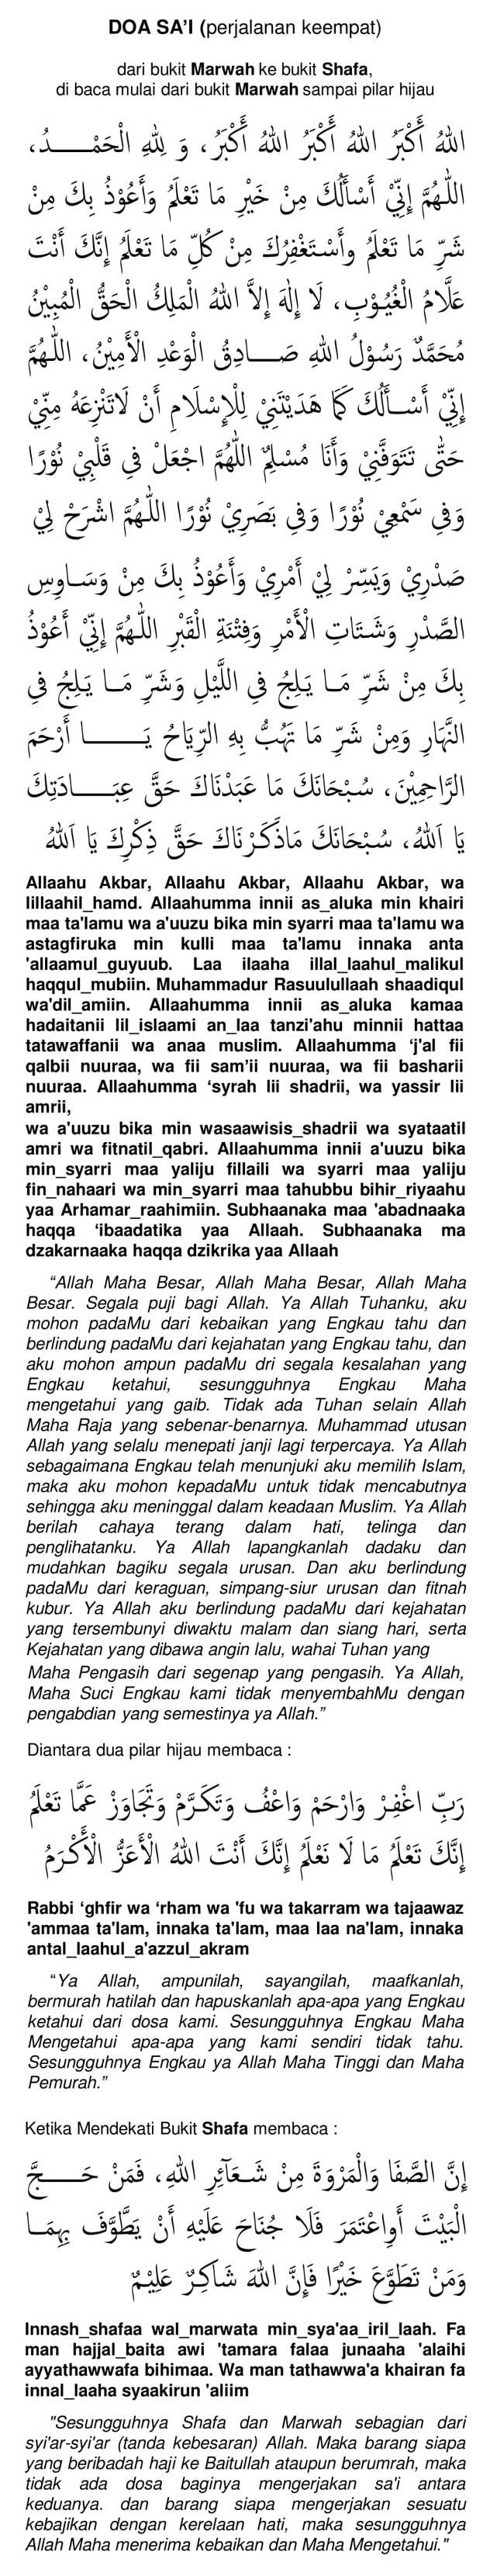 DOA SA'I (perjalanan keempat)
dari bukit Marwah ke bukit Shafa,
di baca mulai dari bukit Marwah sampai pilar hijau
اللهُ أَكْبَرُ اللهُ أَكْبَرُ اللهُ أَكْبَرُ، وَ لِلّٰهِ الْحَمْـــــدُ،
اللّٰهُمَّ إِنِّيْ أَسْأَلُكَ مِنْ خَيْرِ مَا تَعْلَمُ وَأَعُوْذُ بِكَ مِنْ
شَرِّ مَا تَعْلَمُ وأَسْتَغْفِرُكَ مِنْ كُلِّ مَا تَعْلَمُ إِنَّكَ أَنْتَ
عَلَّامُ الْغُيُوْبِ، لَا إِلٰهَ إِلاَّ اللهُ الْمَلِكُ الْحَقُّ الْمُبِيْنُ
مُحَمَّدٌ رَسُوْلُ اللهِ صَـــادِقُ الْوَعْدِ الْأَمِيْنُ، اللّٰهُمَّ
إِنِّيْ أَسْـأَلُكَ كَمَا هَدَيْتَنِيْ لِلْإِسْلَامِ أَنْ لَاتَنْزِعَهُ مِنِّيْ
حَتّٰى تَتَوَفَّنِيْ وَأَنَا مُسْلِمٌ اللّٰهُمَّ اجْعَلْ فِى قَلْبِيْ نُوْرًا
وَفِى سَمْعِيْ نُوْرًا وَفِى بَصَرِيْ نُوْرًا اللّٰهُمَّ اشْرَحْ لِيْ
صَدْرِيْ وَيَسِّرْ لِيْ أَمْرِيْ وَأَعُوْذُ بِكَ مِنْ وَسَـاوِسِ
الصَّدْرِ وَشَـتَاتِ الْأَمْرِ وَفِتْنَةِ الْقَبْرِ اللّٰهُمَّ إِنِّيْ أَعُوْذُ
بِكَ مِنْ شَرِّ مَـا يَلِجُ فِى اللَّيْلِ وَشَرِّ مَـا يَلِجُ فِى
النَّهَارِ وَمِنْ شَرِّ مَا تَهُبُّ بِهِ الرِّيَاحُ يَـــــا أَرْحَمَ
الرَّاحِمِيْنَ، سُبْحَانَكَ مَا عَبَدْنَاكَ حَقَّ عِبَـــادَتِكَ
يَا اَللهُ، سُبْحَانَكَ مَاذَكَرْنَاكَ حَقَّ ذِكْرِكَ يَا اَللهُ
Allaahu Akbar, Allaahu Akbar, Allaahu Akbar, wa
lillaahil_hamd. Allaahumma innii as_aluka min khairi
maa ta'lamu wa a'uuzu bika min syarri maa ta'lamu wa
astagfiruka min kulli maa ta'lamu innaka anta
'allaamul_guyuub. Laa ilaaha illal_laahul_malikul
haqqul_mubiin. Muhammadur Rasuulullaah shaadiqul
wa'dil_amiin. Allaahumma innii as_aluka kamaa
hadaitanii lil_islaami an_laa tanzi'ahu minnii hattaa
tatawaffanii wa anaa muslim. Allaahumma 'j'al fii
qalbii nuuraa, wa fii sam'ii nuuraa, wa fii basharii
nuuraa. Allaahumma 'syrah lii shadrii, wa yassir lii
amrii,
wa a'uuzu bika min wasaawisis_shadrii wa syataatil
amri wa fitnatil_qabri. Allaahumma innii a'uuzu bika
min_syarri maa yaliju fillaili wa syarri maa yaliju
fin_nahaari wa min_syarri maa tahubbu bihir_riyaahu
yaa Arhamar_raahimiin. Subhaanaka maa 'abadnaaka
haqqa 'ibaadatika yaa Allaah. Subhaanaka ma
dzakarnaaka haqqa dzikrika yaa Allaah
"Allah Maha Besar, Allah Maha Besar, Allah Maha
Besar. Segala puji bagi Allah. Ya Allah Tuhanku, aku
mohon padaMu dari kebaikan yang Engkau tahu dan
berlindung padaMu dari kejahatan yang Engkau tahu, dan
aku mohon ampun padaMu dri segala kesalahan yang
Engkau ketahui, sesungguhnya Engkau Maha
mengetahui yang gaib. Tidak ada Tuhan selain Allah
Maha Raja yang sebenar-benarnya. Muhammad utusan
Allah yang selalu menepati janji lagi terpercaya. Ya Allah
sebagaimana Engkau telah menunjuki aku memilih Islam,
maka aku mohon kepadaMu untuk tidak mencabutnya
sehingga aku meninggal dalam keadaan Muslim. Ya Allah
berilah cahaya terang dalam hati, telinga dan
penglihatanku. Ya Allah lapangkanlah dadaku dan
mudahkan bagiku segala urusan. Dan aku berlindung
padaMu dari keraguan, simpang-siur urusan dan fitnah
kubur. Ya Allah aku berlindung padaMu dari kejahatan
yang tersembunyi diwaktu malam dan siang hari, serta
Kejahatan yang dibawa angin lalu, wahai Tuhan yang
Maha Pengasih dari segenap yang pengasih. Ya Allah,
Maha Suci Engkau kami tidak menyembahMu dengan
pengabdian yang semestinya ya Allah."
Diantara dua pilar hijau membaca :
رَبِّ اغْفِرْ وَارْحَمْ وَاعْفُ وَتَكَرَّمْ وَتَجَاوَزْ عَمَّا تَعْلَمُ
إِنَّكَ تَعْلَمُ مَا لَا نَعْلَمُ إِنَّكَ أَنْتَ اللهُ الْأَعَزُّ الْأَكْرَمُ
Rabbi 'ghfir wa 'rham wa 'fu wa takarram wa tajaawaz
'ammaa ta'lam, innaka ta'lam, maa laa na'lam, innaka
antal_laahul_a'azzul_akram
"Ya Allah, ampunilah, sayangilah, maafkanlah,
bermurah hatilah dan hapuskanlah apa-apa yang Engkau
ketahui dari dosa kami. Sesungguhnya Engkau Maha
Mengetahui apa-apa yang kami sendiri tidak tahu.
Sesungguhnya Engkau ya Allah Maha Tinggi dan Maha
Pemurah."
Ketika Mendekati Bukit Shafa membaca :
إِنَّ الصَّفَا وَالْمَرْوَةَ مِنْ شَـعَآئِرِ اللهِ، فَمَنْ حَـــجَّ
الْبَيْتَ أَوِاعْتَمَرَ فَلَا جُنَاحَ عَلَيْهِ أَنْ يَطَّوَّفَ بِهِمَـا
وَمَنْ تَطَوَّعَ خَيْرًا فَإِنَّ اللهَ شَاكِرٌ عَلِيْمٌ
Innash_shafaa wal_marwata min_sya'aa_iril_laah. Fa
man hajjal_baita awi 'tamara falaa junaaha 'alaihi
ayyathawwafa bihimaa. Wa man tathawwa'a khairan fa
innal_laaha syaakirun 'aliim
"Sesungguhnya Shafa dan Marwah sebagian dari
syi'ar-syi'ar (tanda kebesaran) Allah. Maka barang siapa
yang beribadah haji ke Baitullah ataupun berumrah, maka
tidak ada dosa baginya mengerjakan sa'i antara
keduanya. dan barang siapa mengerjakan sesuatu
kebajikan dengan kerelaan hati, maka sesungguhnya
Allah Maha menerima kebaikan dan Maha Mengetahui."